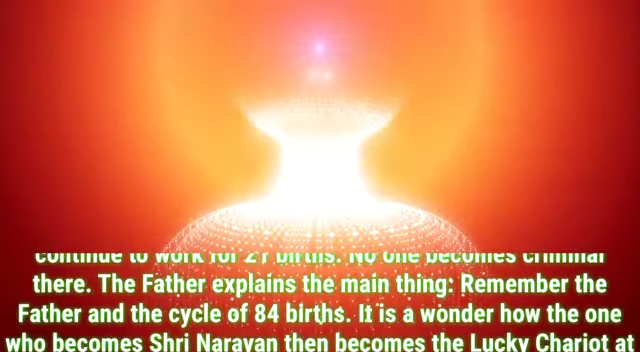 continue to work for 21 births. No one becomes criminal
there. The Father explains the main thing: Remember the
Father and the cycle of 84 births. It is a wonder how the one
who becomes Shri Narayan then becomes the Lucky Chariot at